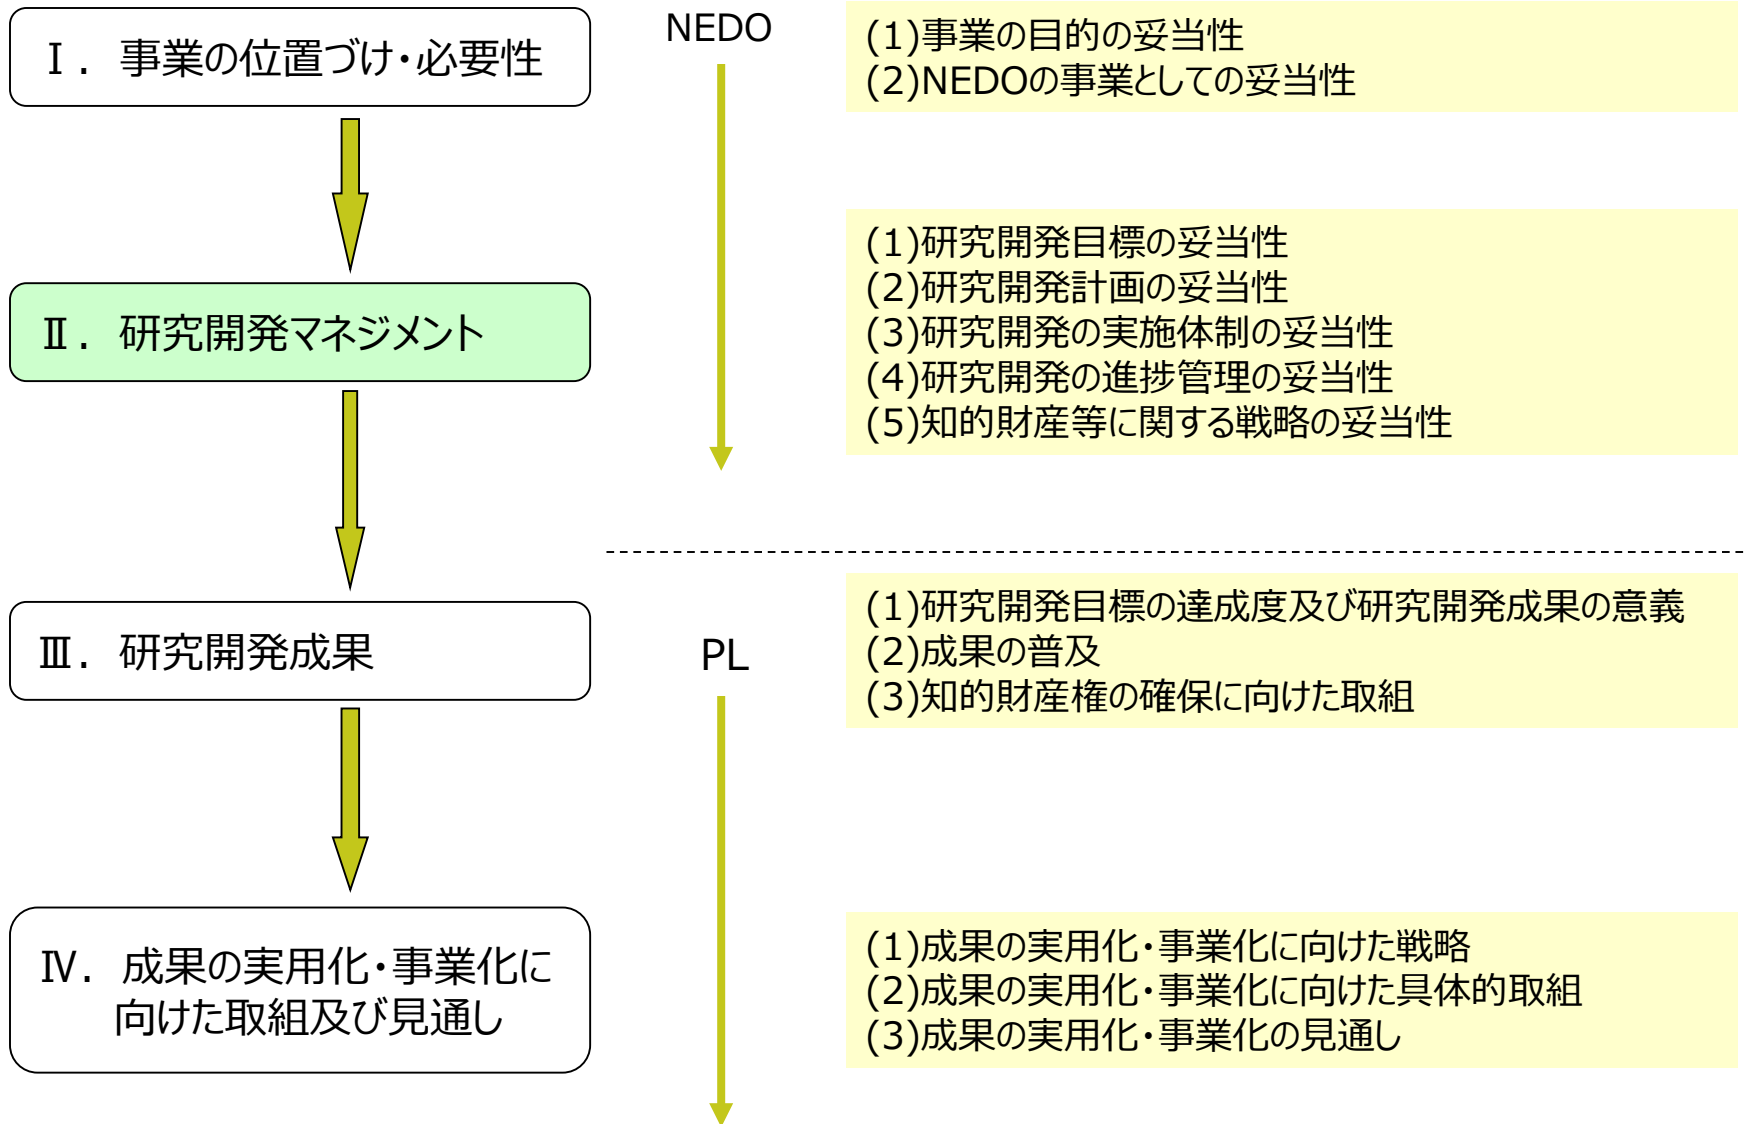 Ⅰ．事業の位置づけ・必要性
NEDO
(1)事業の目的の妥当性
(2)NEDOの事業としての妥当性
Ⅱ．研究開発マネジメント
(1)研究開発目標の妥当性
(2)研究開発計画の妥当性
(3)研究開発の実施体制の妥当性
(4)研究開発の進捗管理の妥当性
(5)知的財産等に関する戦略の妥当性
Ⅲ．研究開発成果
PL
(1)研究開発目標の達成度及び研究開発成果の意義
(2)成果の普及
(3)知的財産権の確保に向けた取組
Ⅳ．成果の実用化・事業化に
向けた取組及び見通し
(1)成果の実用化・事業化に向けた戦略
(2)成果の実用化・事業化に向けた具体的取組
(3)成果の実用化・事業化の見通し